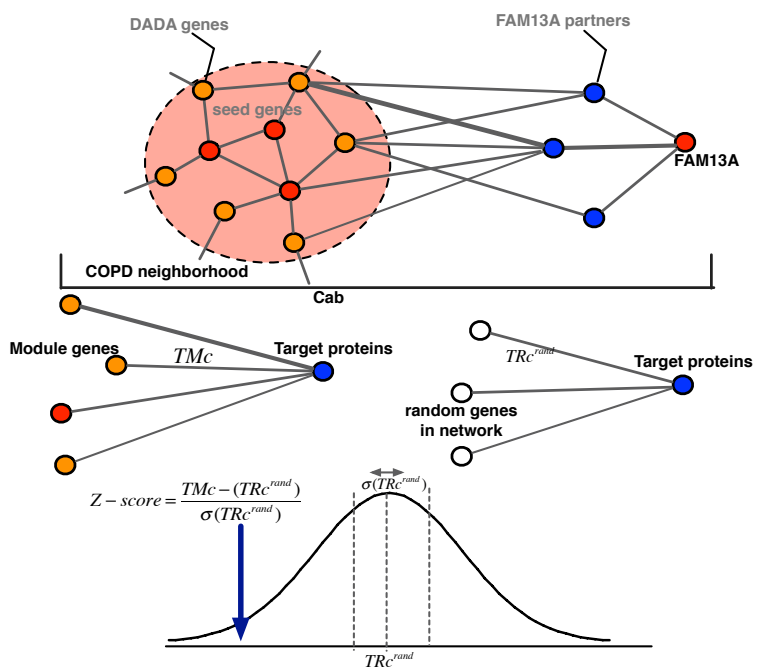 DADA genes
FAM13A partners
seed genes
FAM13A
COPD neighborhood
Cab
Module genes
TMc
Target proteins
TRc^rand
Target proteins
random genes
in network
Z − score = TMc − (TRc^rand) / σ(TRc^rand)
σ(TRc^rand)
TRc^rand